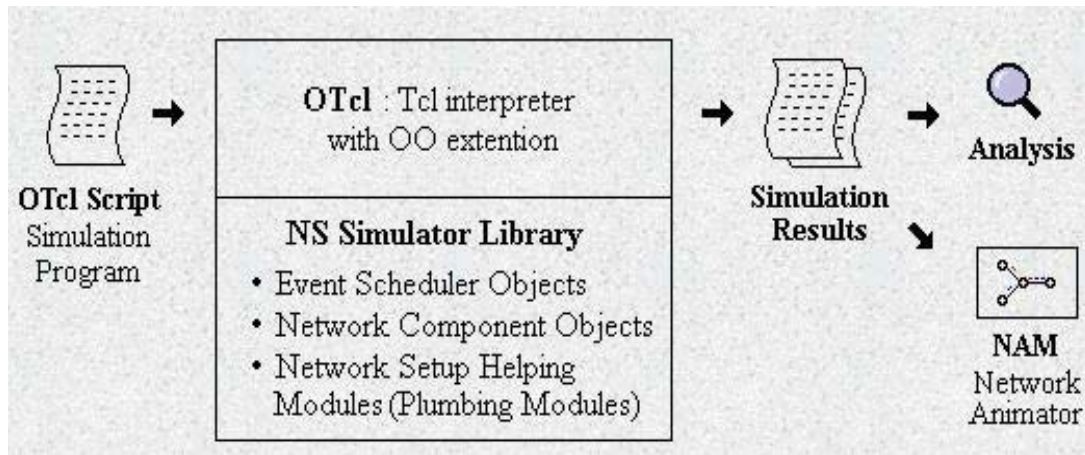 OTcl Script
Simulation
Program
OTcl : Tcl interpreter
with OO extention
NS Simulator Library
• Event Scheduler Objects
• Network Component Objects
• Network Setup Helping
Modules (Plumbing Modules)
Simulation
Results
Analysis
NAM
Network
Animator